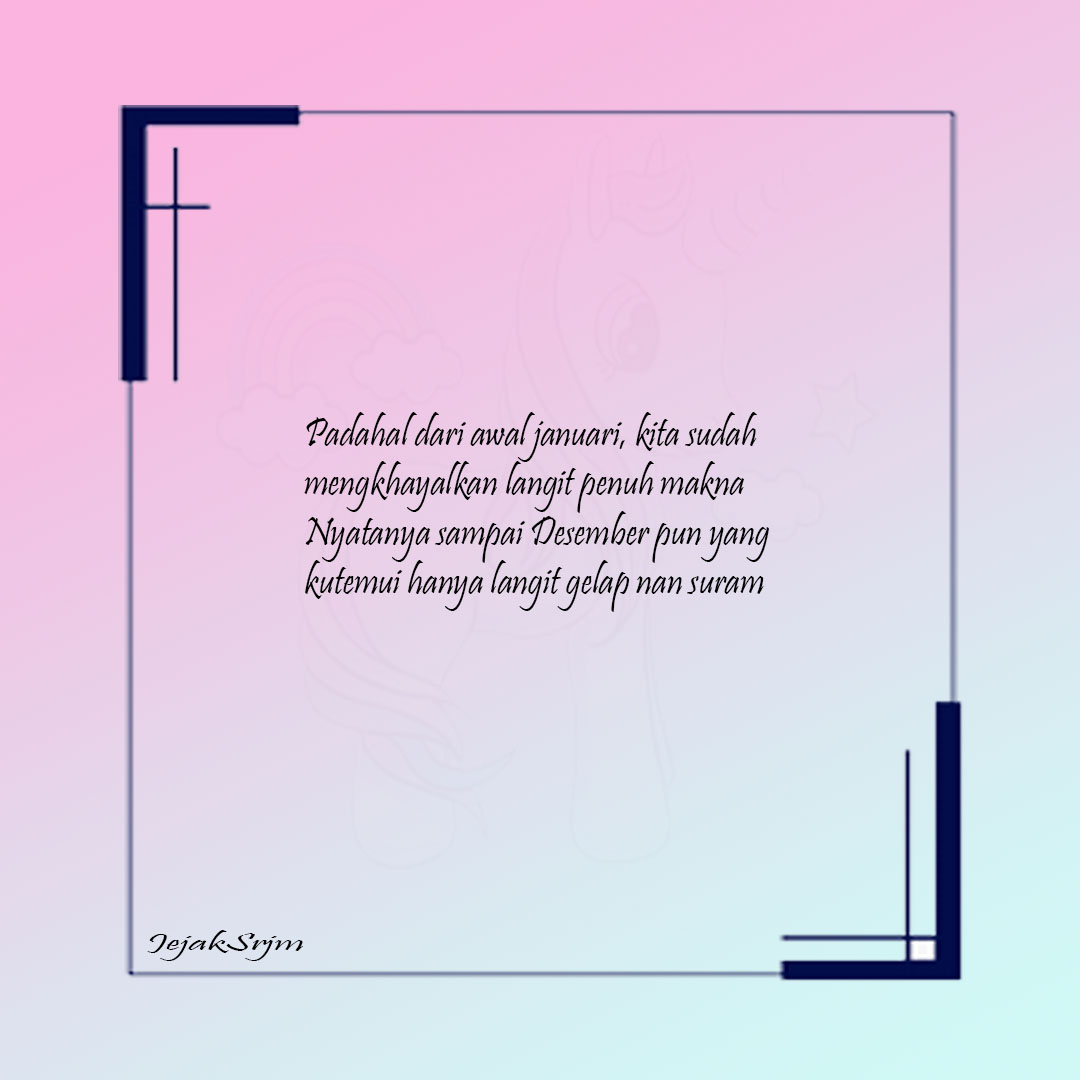 Padahal dari awal januari, kita sudah
mengkhayalkan langit penuh makna
Nyatanya sampai Desember pun yang
kutemui hanya langit gelap nan suram
JejakSrjm